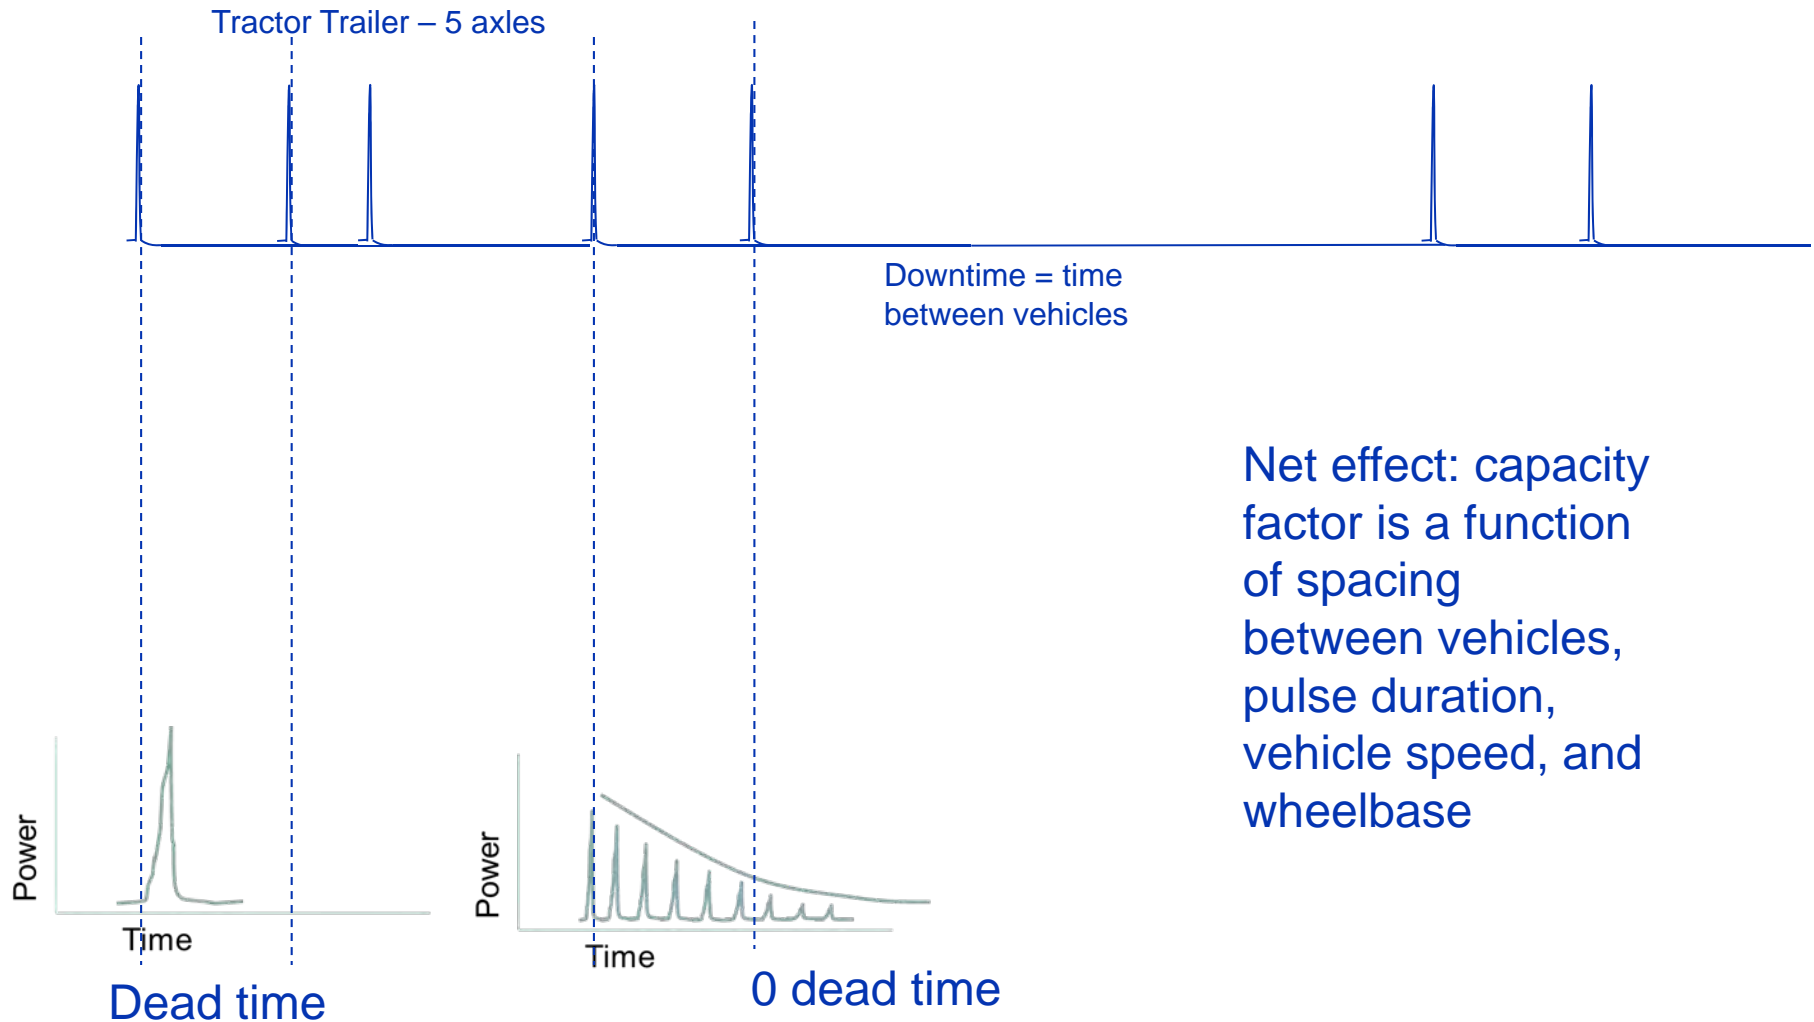 Tractor Trailer – 5 axles
Downtime = time
between vehicles
Net effect: capacity
factor is a function
of spacing
between vehicles,
pulse duration,
vehicle speed, and
wheelbase
Power
Time
Dead time
Power
Time
0 dead time